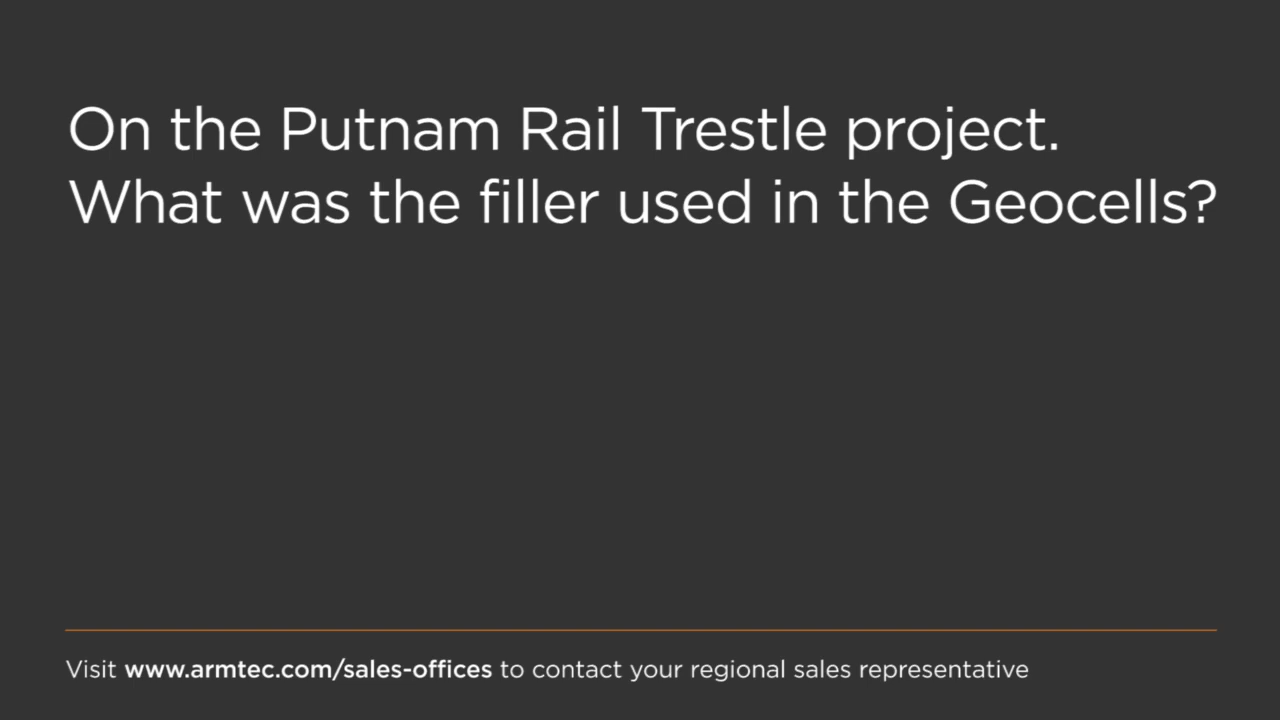 On the Putnam Rail Trestle project.
What was the filler used in the Geocells?
Visit www.armtec.com/sales-offices to contact your regional sales representative